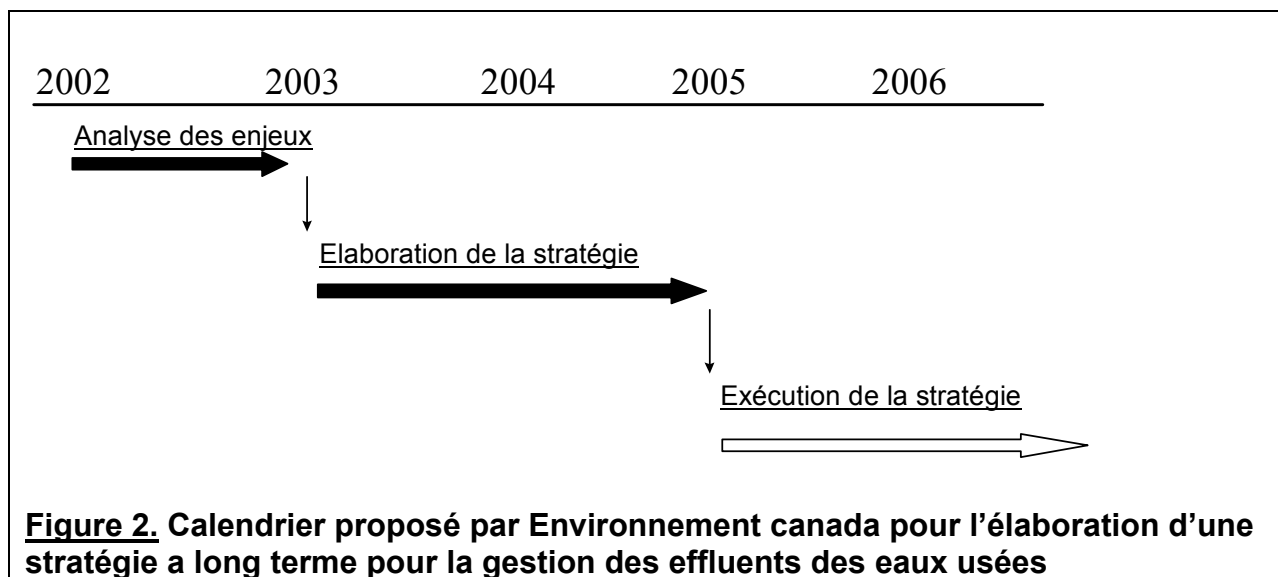 2002 2003 2004 2005 2006
Analyse des enjeux
Elaboration de la stratégie
Exécution de la stratégie
Figure 2. Calendrier proposé par Environnement canada pour l’élaboration d’une
stratégie a long terme pour la gestion des effluents des eaux usées